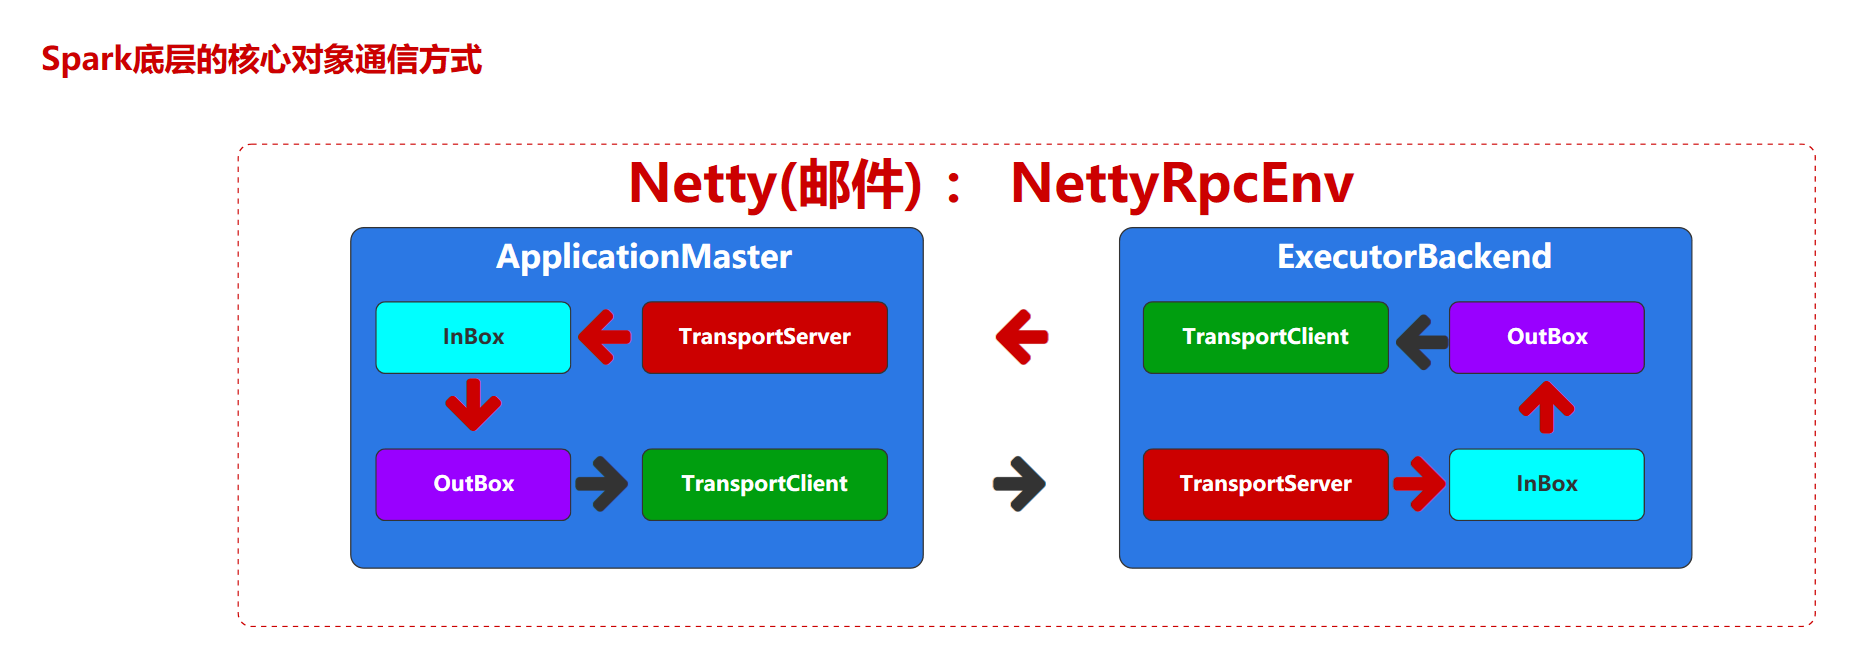 Spark底层的核心对象通信方式
Netty(邮件)： NettyRpcEnv
ApplicationMaster
InBox
TransportServer
OutBox
TransportClient
ExecutorBackend
TransportClient
OutBox
TransportServer
InBox